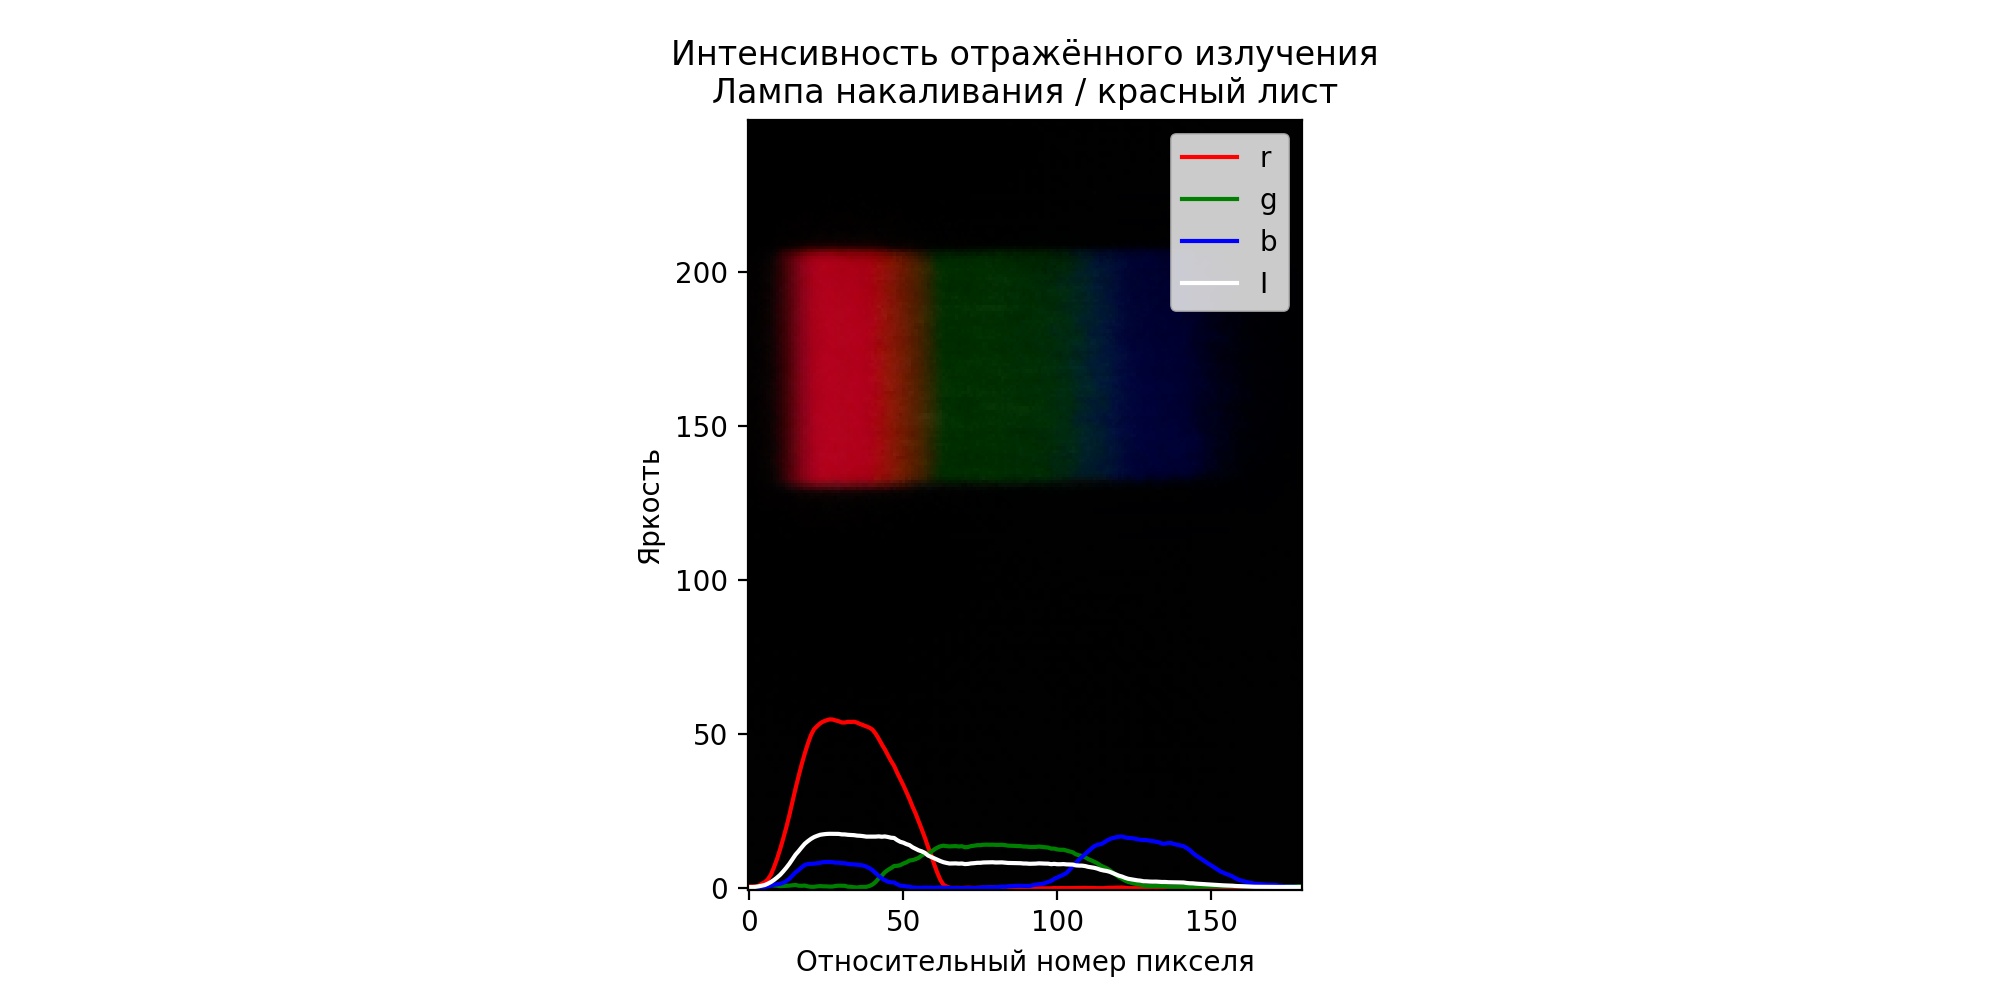 Интенсивность отражённого излучения
Лампа накаливания / красный лист
r
g
b
l
200
150
100
50
0
Яркость
0 50 100 150
Относительный номер пикселя